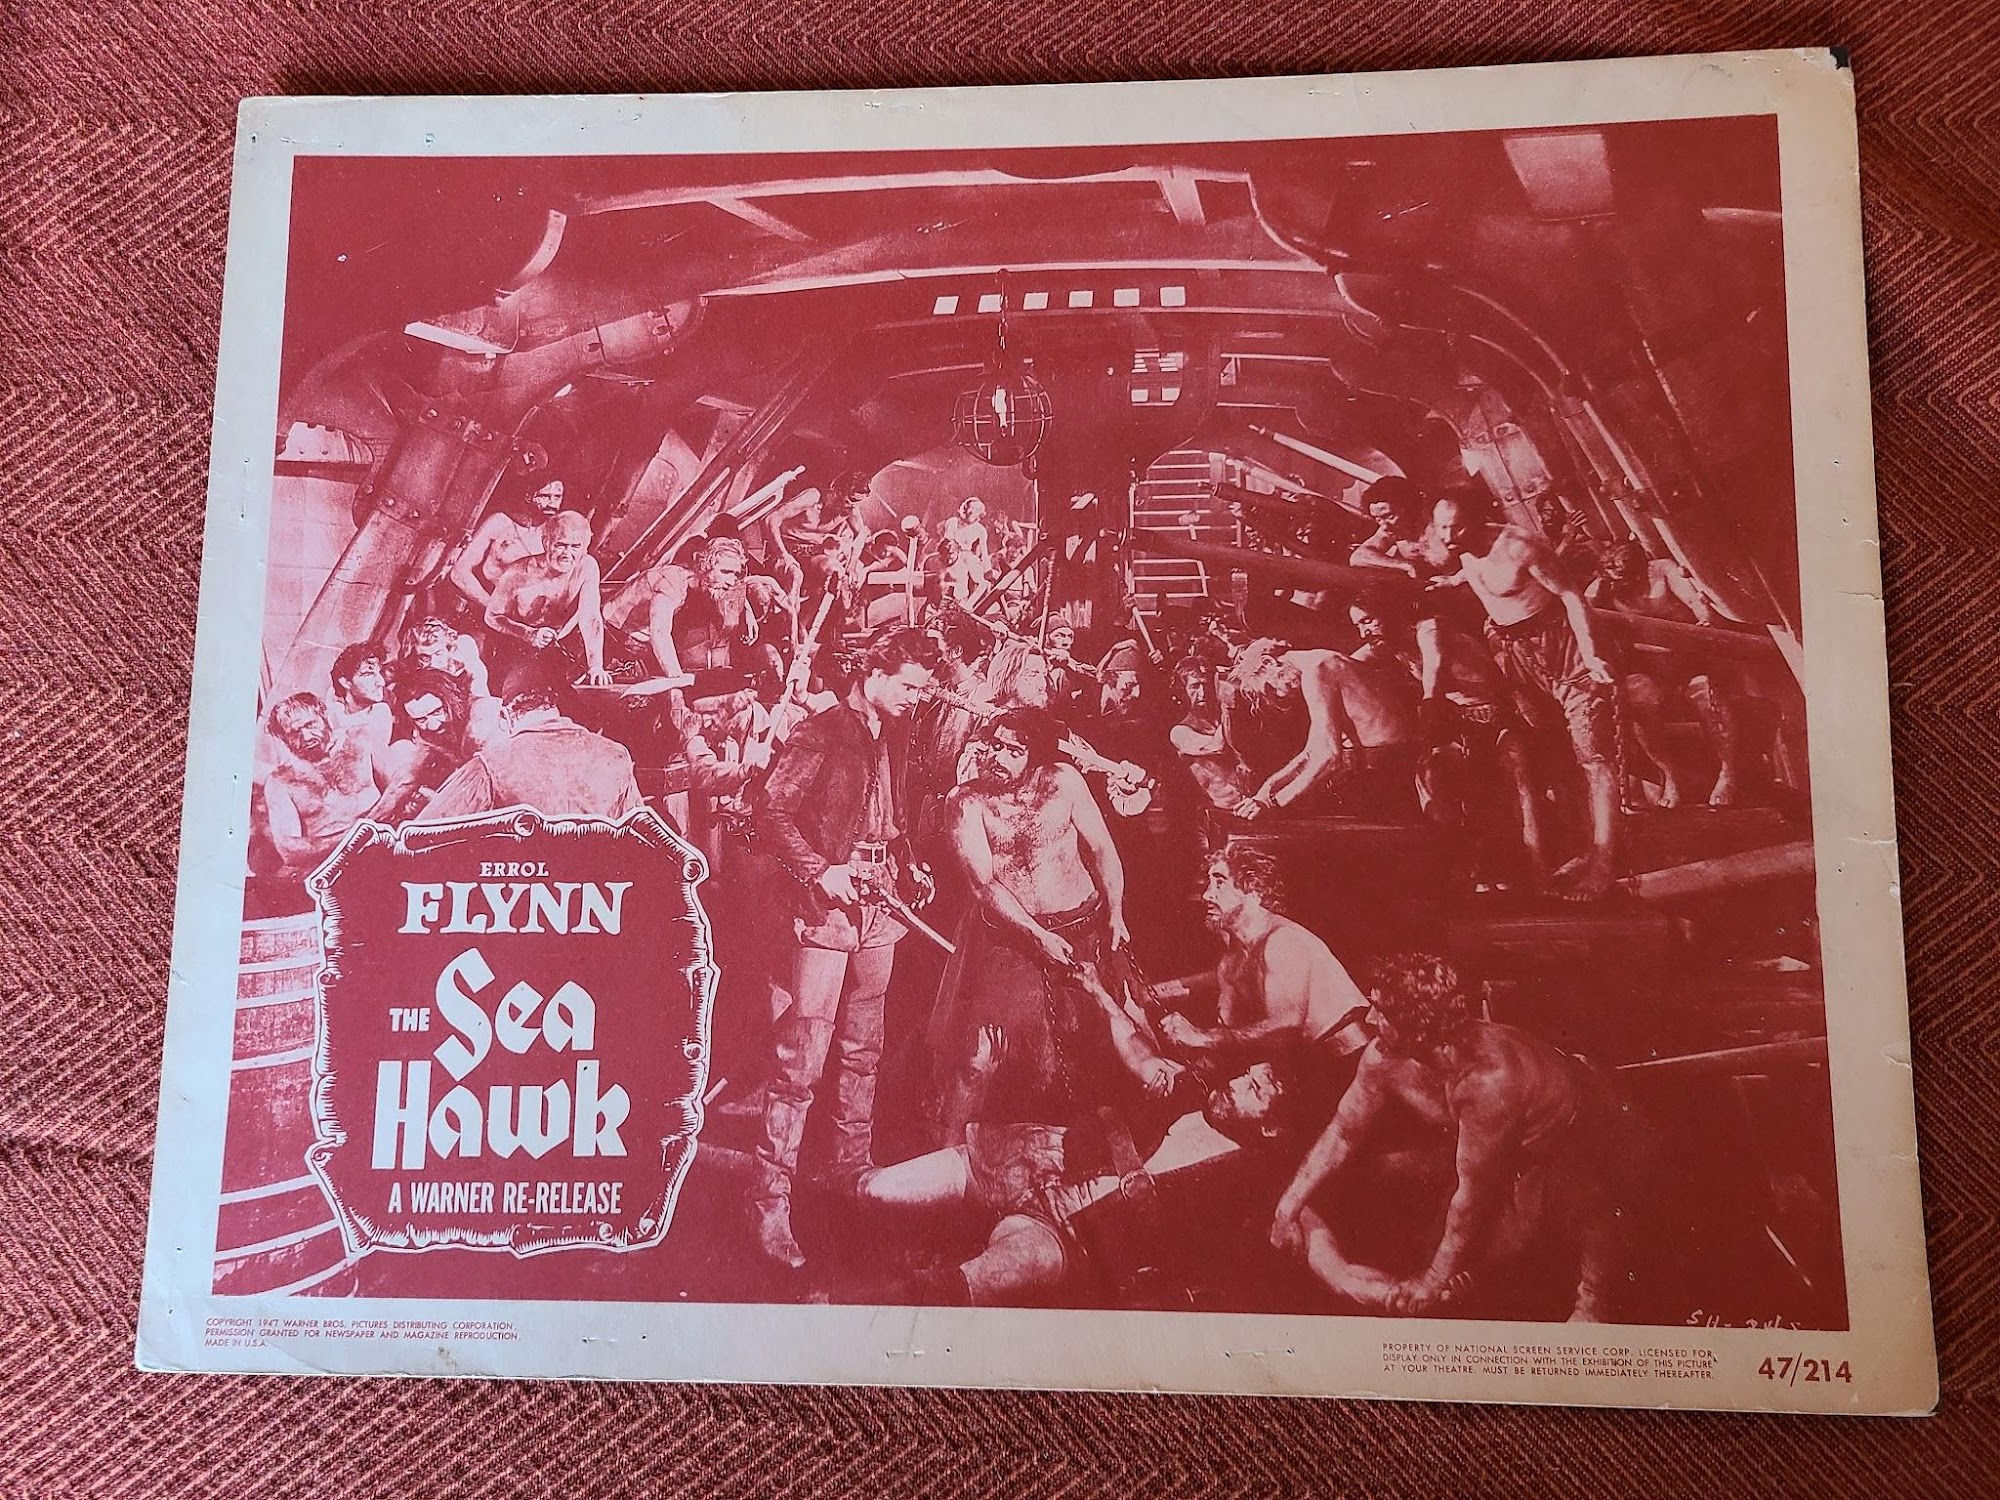 ERROL
FLYNN
THE Sea
Hawk
A WARNER RE-RELEASE
COPYRIGHT 1947 WARNER BROS. PICTURES DISTRIBUTING CORPORATION.
PERMISSION GRANTED FOR NEWSPAPER AND MAGAZINE REPRODUCTION.
MADE IN U.S.A.
PROPERTY OF NATIONAL SCREEN SERVICE CORP. LICENSED FOR
DISPLAY ONLY IN CONNECTION WITH THE EXHIBITION OF THIS PICTURE
AT YOUR THEATRE. MUST BE RETURNED IMMEDIATELY THEREAFTER.
47/214